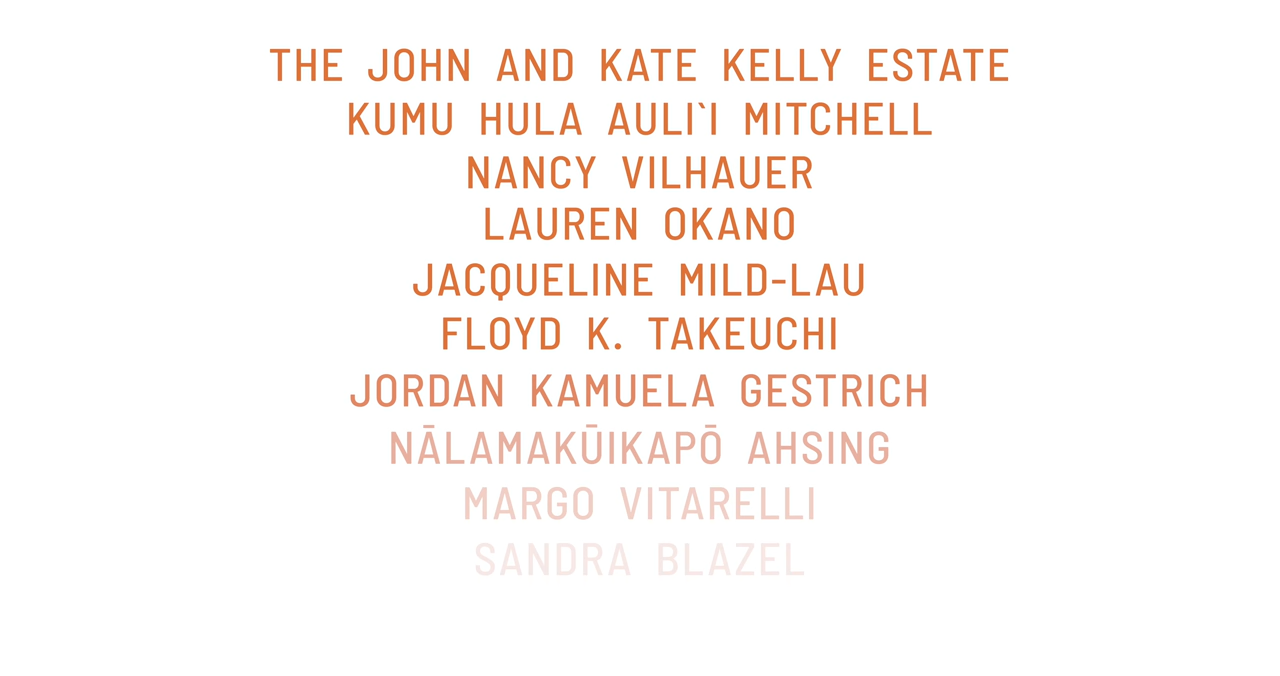 THE JOHN AND KATE KELLY ESTATE
KUMU HULA AULI`I MITCHELL
NANCY VILHAUER
LAUREN OKANO
JACQUELINE MILD-LAU
FLOYD K. TAKEUCHI
JORDAN KAMUELA GESTRICH
NĀLAMAKŪIKAPŌ AHSING
MARGO VITARELLI
SANDRA BLAZEL